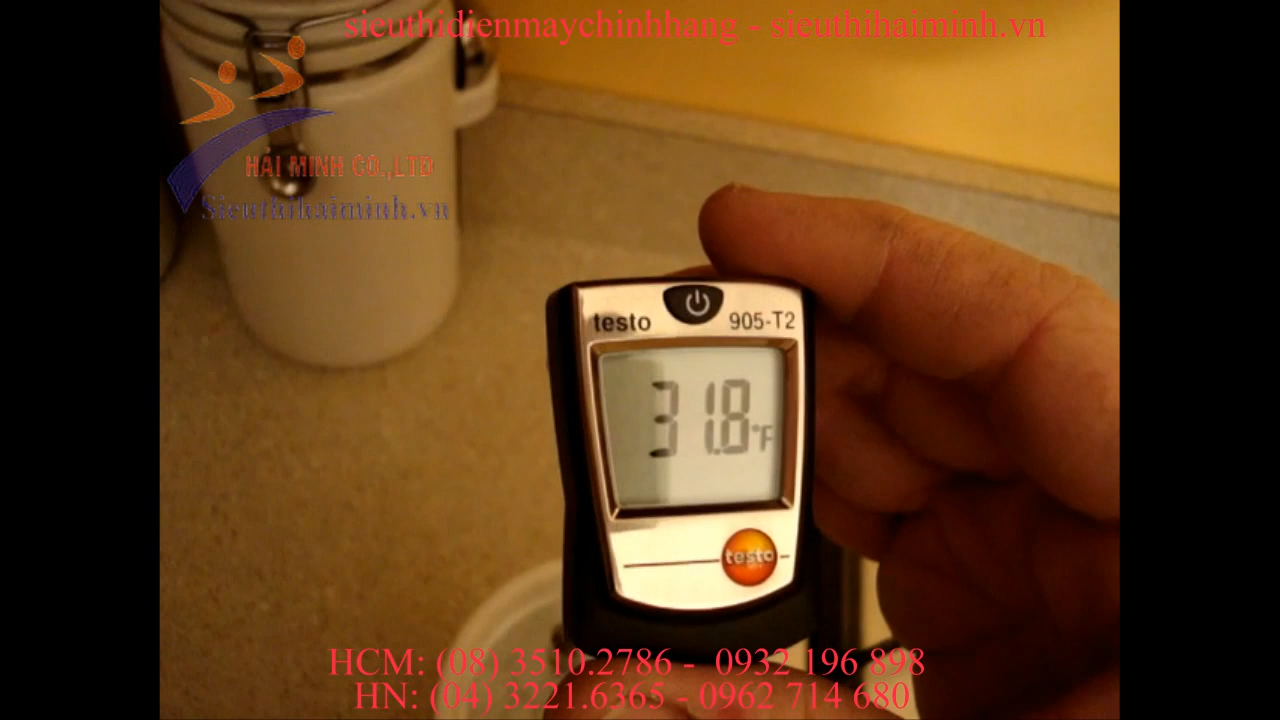 sieuthidienmaychinhhang - sieuthihaiminh.vn
HẢI MINH CO.,LTD
Sieuthihaiminh.vn
testo 905-T2
31.8°F
testo
HCM: (08) 3510.2786 - 0932 196 898
HN: (04) 3221.6365 - 0962 714 680